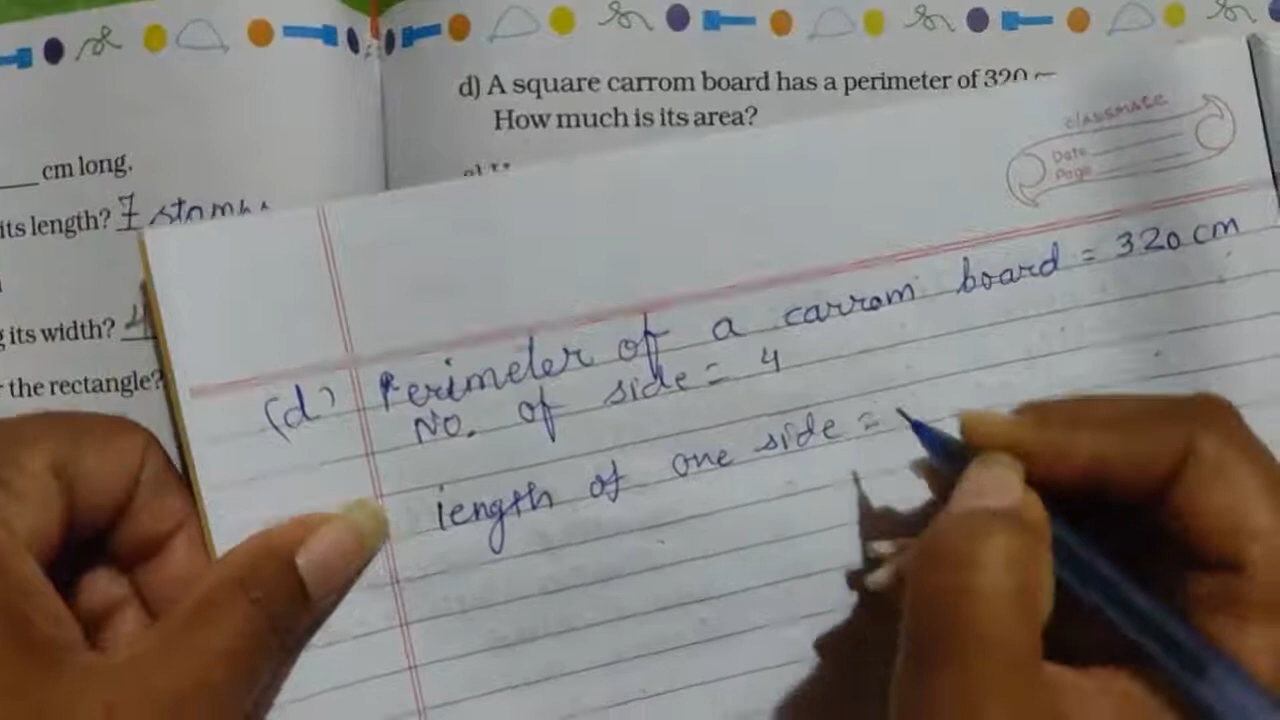 d) A square carrom board has a perimeter of 320
How much is its area?
cm long.
its length? 7
its width?
the rectangle?
classmate
Date
Page
(d) Perimeter of a carrom board = 320 cm
No. of side = 4
length of one side =